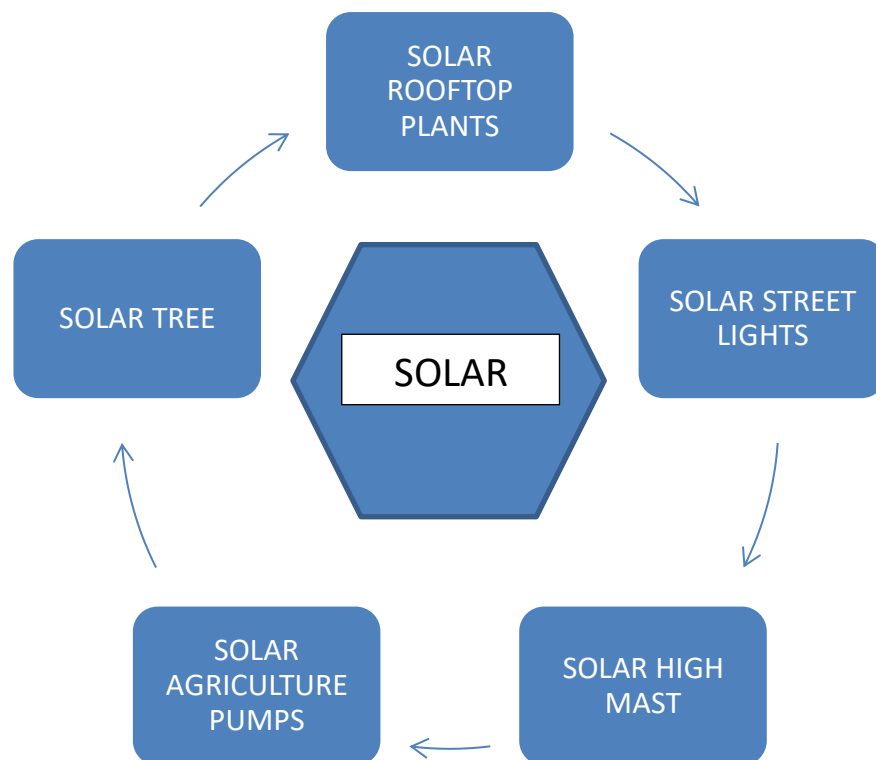 SOLAR
ROOFTOP
PLANTS
SOLAR STREET
LIGHTS
SOLAR HIGH
MAST
SOLAR
AGRICULTURE
PUMPS
SOLAR TREE
SOLAR